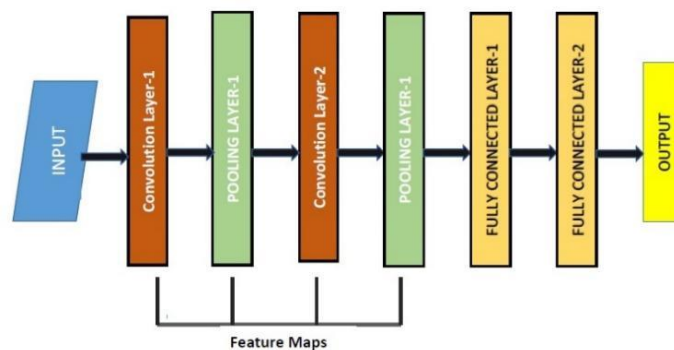 INPUT
Convolution Layer-1
POOLING LAYER-1
Convolution Layer-2
POOLING LAYER-1
FULLY CONNECTED LAYER-1
FULLY CONNECTED LAYER-2
OUTPUT
Feature Maps